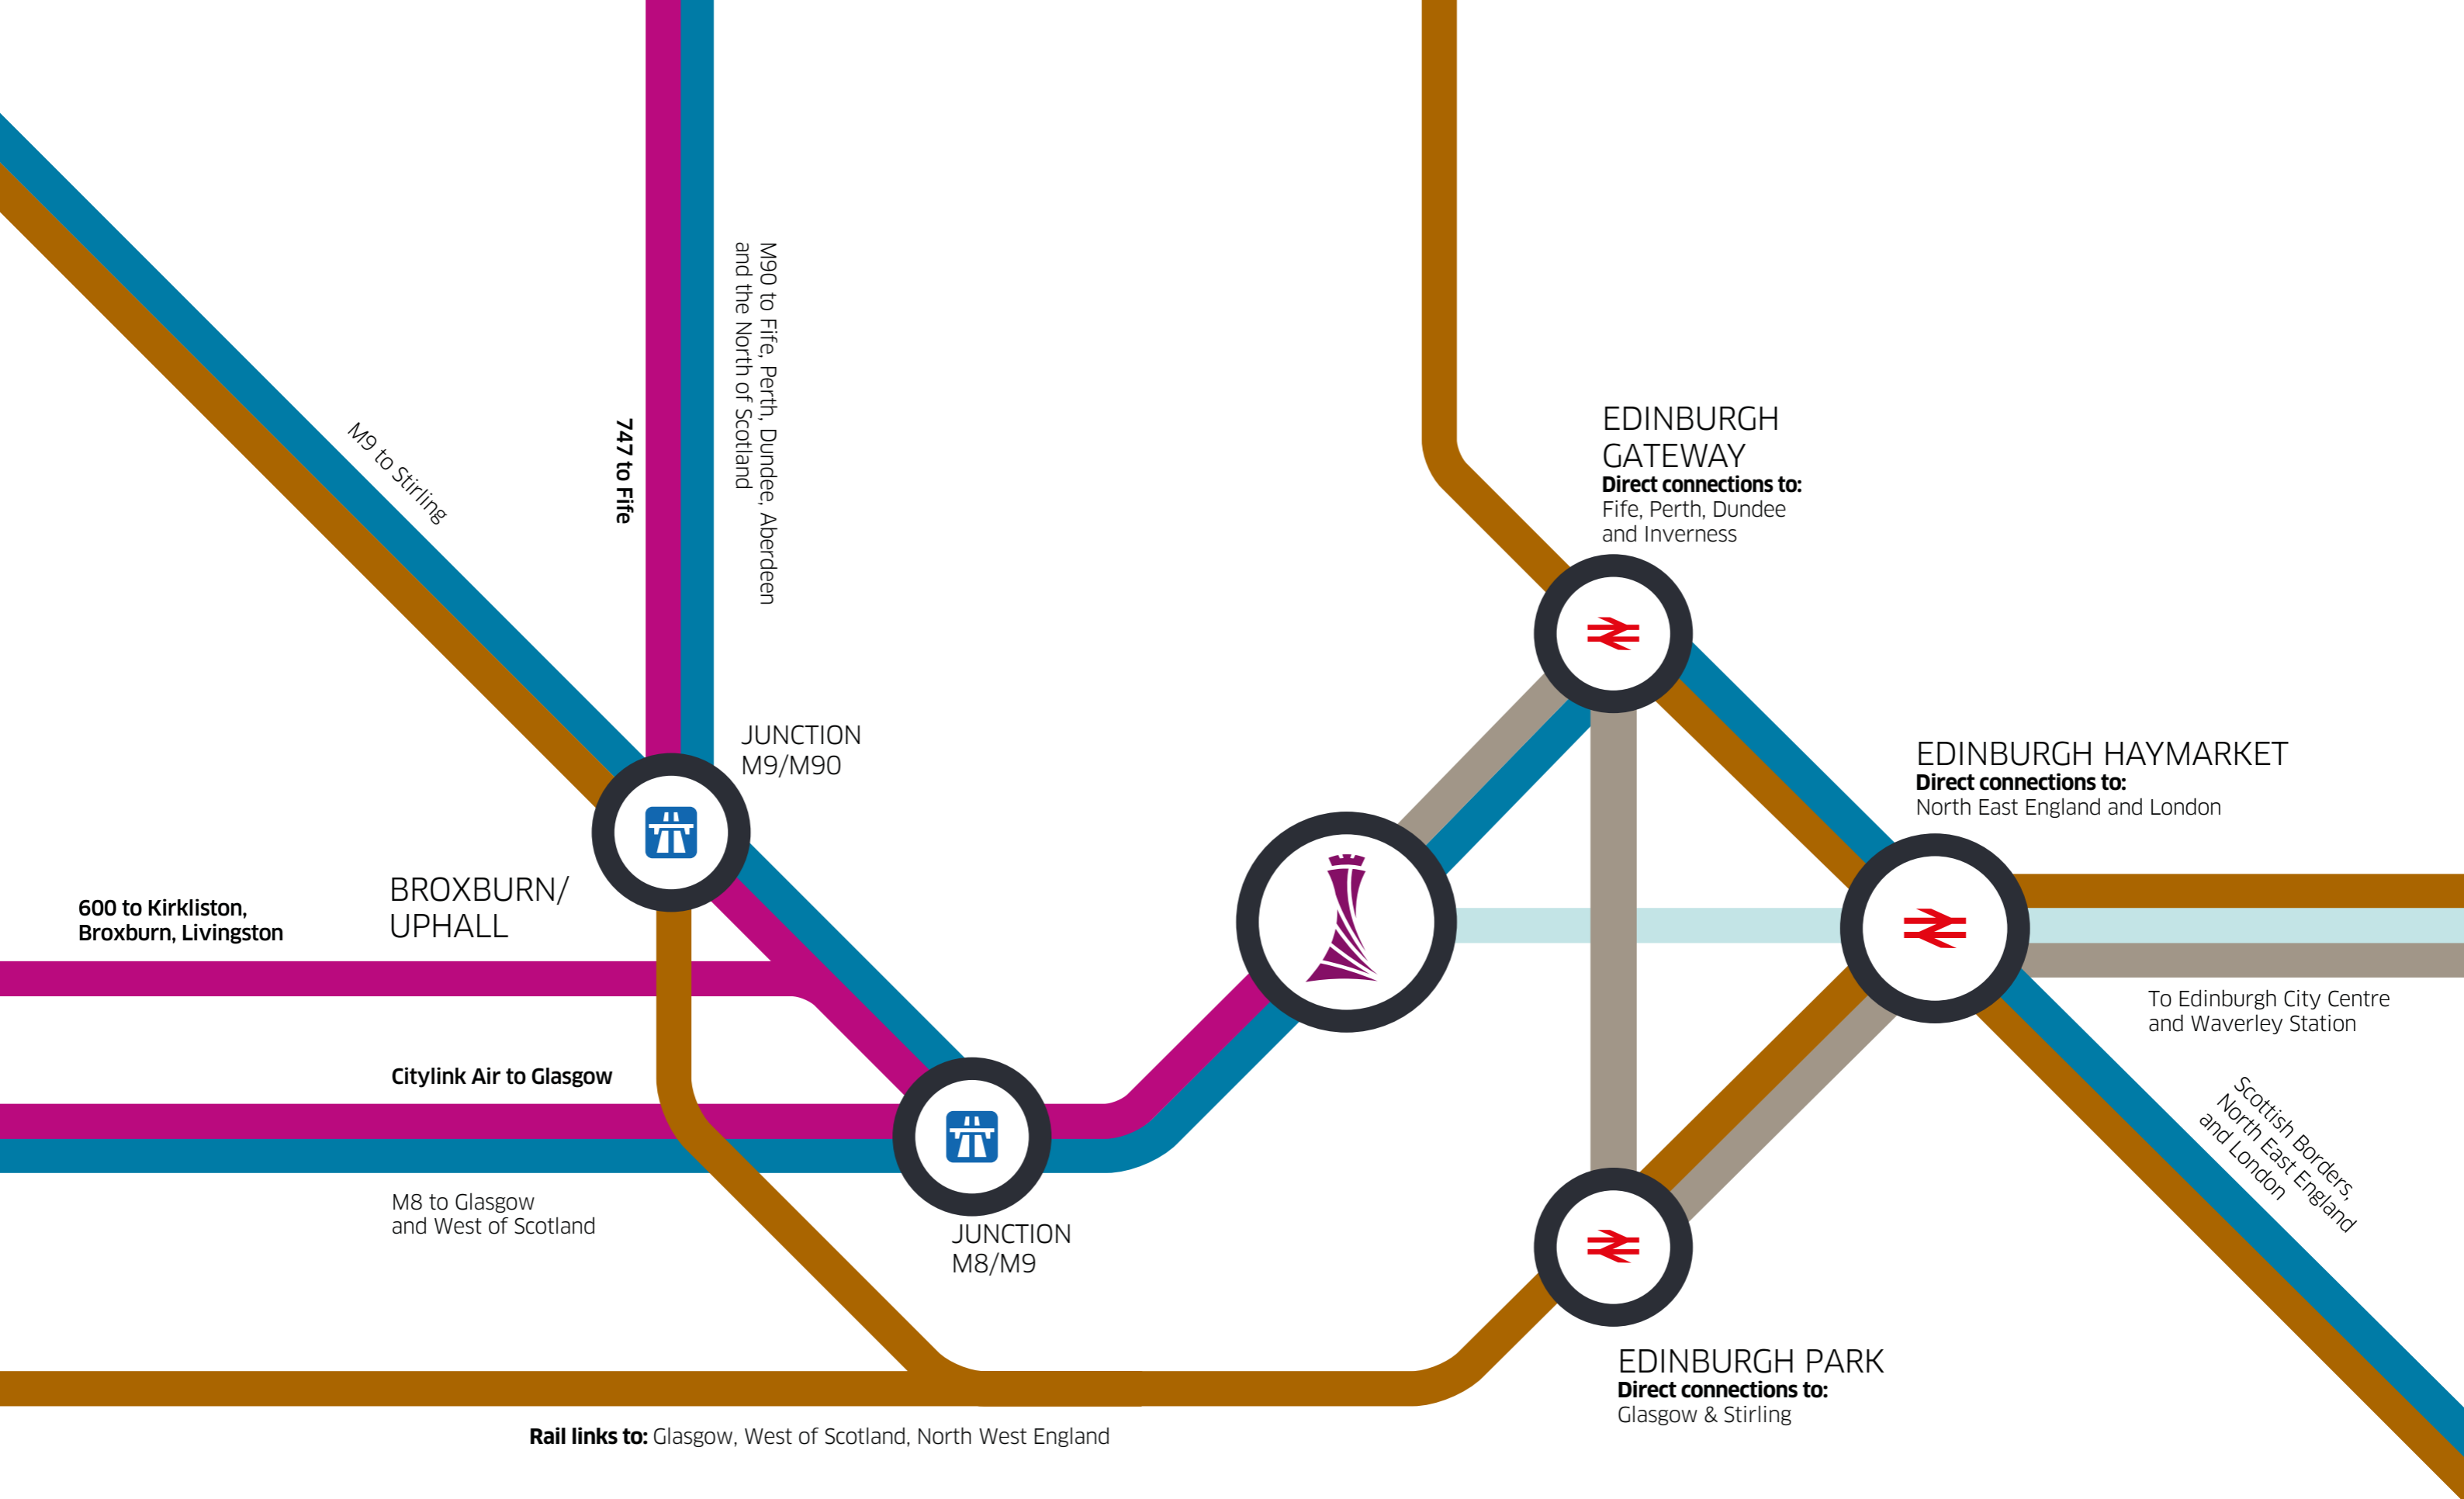 M90 to Fife, Perth, Dundee, Aberdeen
and the North of Scotland
747 to Fife
M9 to Stirling
EDINBURGH
GATEWAY
Direct connections to:
Fife, Perth, Dundee
and Inverness
JUNCTION
M9/M90
EDINBURGH HAYMARKET
Direct connections to:
North East England and London
BROXBURN/
UPHALL
600 to Kirkliston,
Broxburn, Livingston
To Edinburgh City Centre
and Waverley Station
Citylink Air to Glasgow
Scottish Borders,
North East England
and London
M8 to Glasgow
and West of Scotland
JUNCTION
M8/M9
EDINBURGH PARK
Direct connections to:
Glasgow & Stirling
Rail links to: Glasgow, West of Scotland, North West England